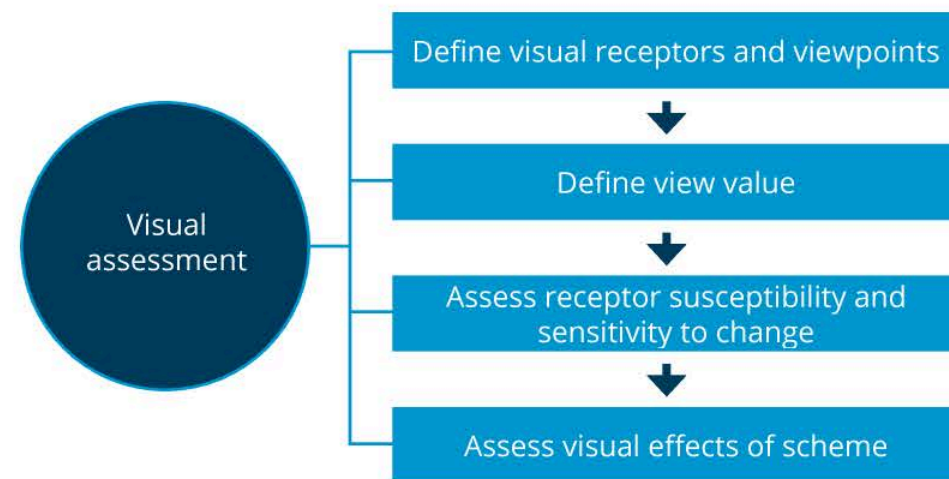 Visual
assessment
Define visual receptors and viewpoints
Define view value
Assess receptor susceptibility and
sensitivity to change
Assess visual effects of scheme